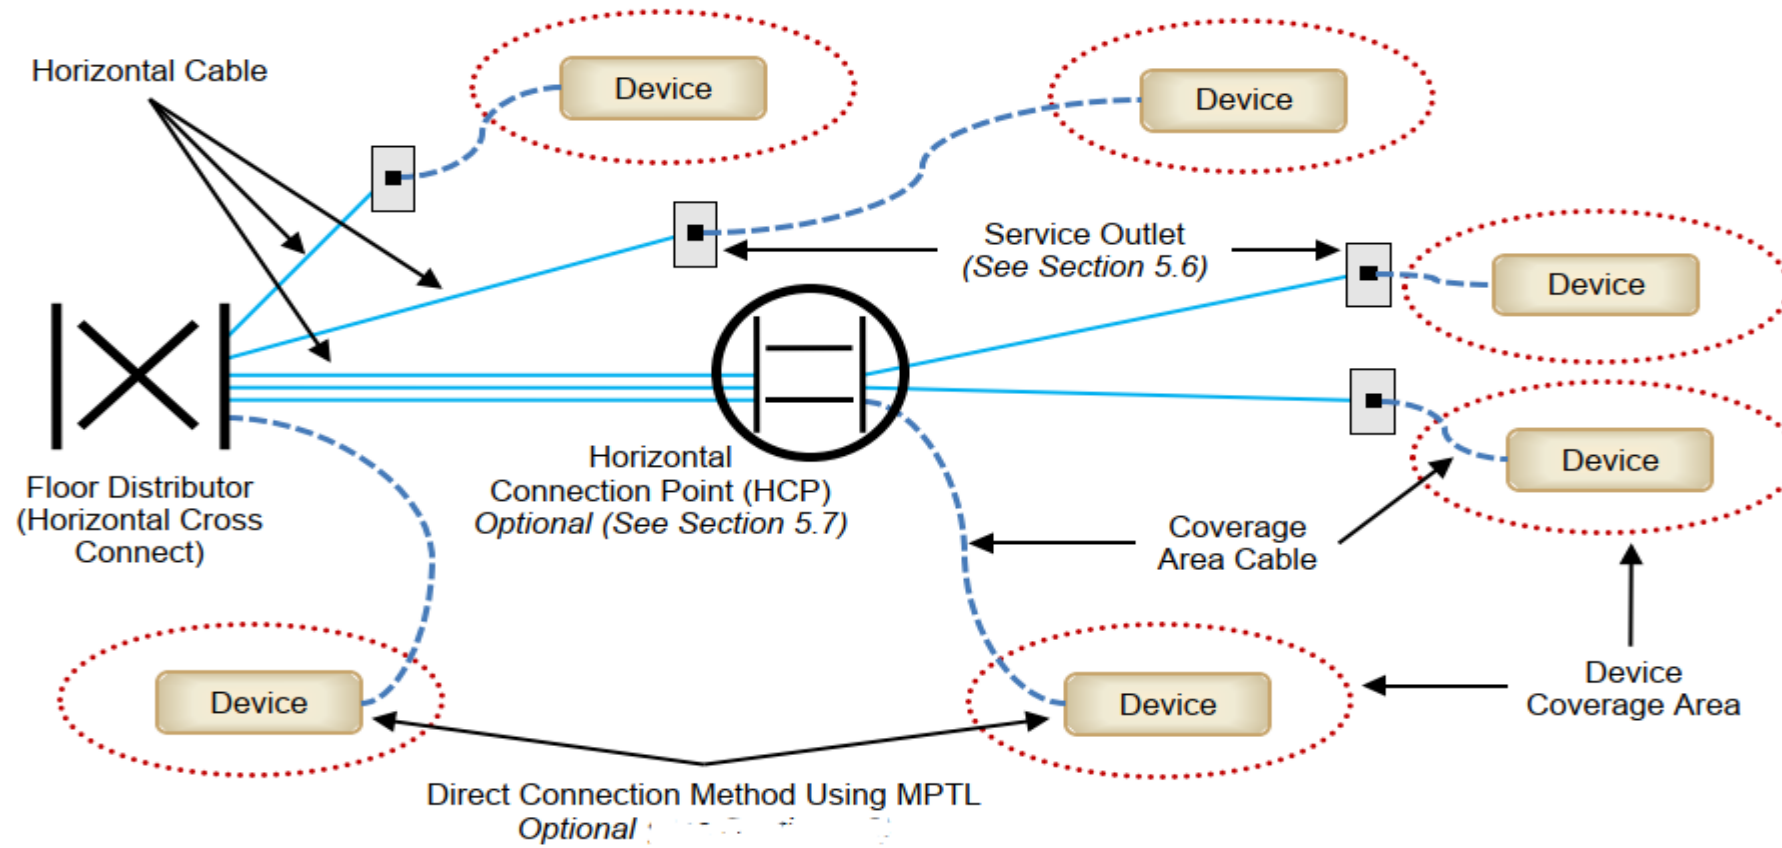 Horizontal Cable
Device
Device
Service Outlet
(See Section 5.6)
Device
Device
Horizontal
Connection Point (HCP)
Optional (See Section 5.7)
Floor Distributor
(Horizontal Cross
Connect)
Coverage
Area Cable
Device
Device
Device
Coverage Area
Direct Connection Method Using MPTL
Optional